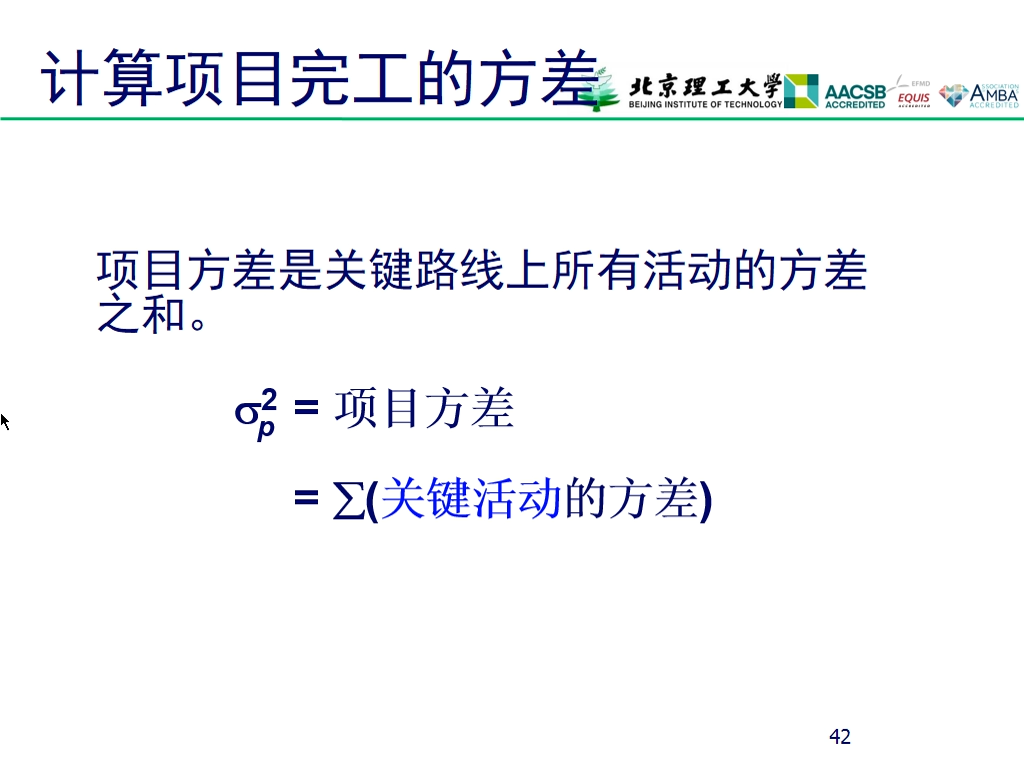 计算项目完工的方差
北京理工大学
BEIJING INSTITUTE OF TECHNOLOGY
AACSB
ACCREDITED
EFMD
EQUIS
ACCREDITED
ASSOCIATION
AMBA
ACCREDITED
项目方差是关键路线上所有活动的方差
之和。
σ²ₚ = 项目方差
= ∑(关键活动的方差)
42